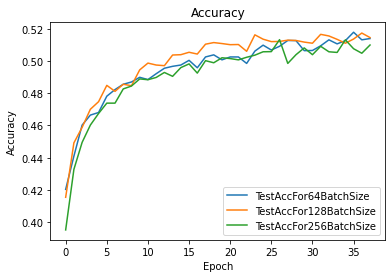 Accuracy
0.52
0.50
0.48
0.46
0.44
0.42
0.40
Accuracy
TestAccFor64BatchSize
TestAccFor128BatchSize
TestAccFor256BatchSize
0 5 10 15 20 25 30 35
Epoch